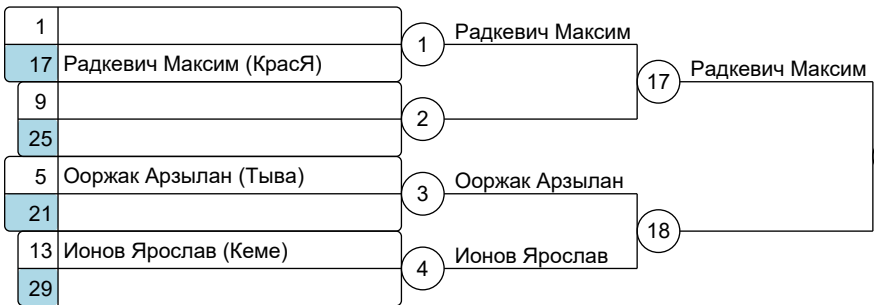 1
17 Радкевич Максим (КрасЯ)
1 Радкевич Максим
9
25
2
17 Радкевич Максим
5 Ооржак Арзылан (Тыва)
21
3 Ооржак Арзылан
13 Ионов Ярослав (Кеме)
29
4 Ионов Ярослав
18